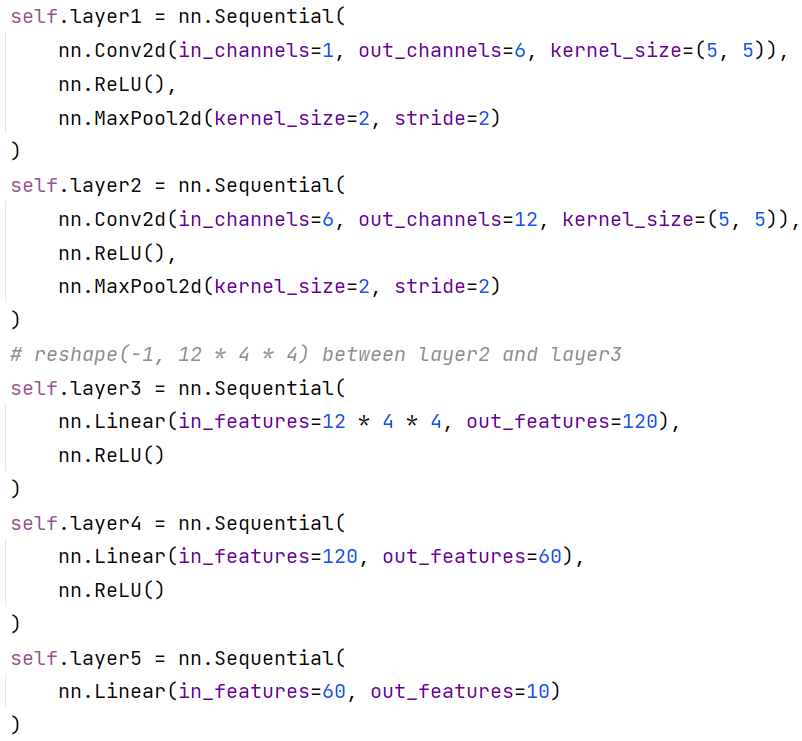 self.layer1 = nn.Sequential(
    nn.Conv2d(in_channels=1, out_channels=6, kernel_size=(5, 5)),
    nn.ReLU(),
    nn.MaxPool2d(kernel_size=2, stride=2)
)
self.layer2 = nn.Sequential(
    nn.Conv2d(in_channels=6, out_channels=12, kernel_size=(5, 5)),
    nn.ReLU(),
    nn.MaxPool2d(kernel_size=2, stride=2)
)
# reshape(-1, 12 * 4 * 4) between layer2 and layer3
self.layer3 = nn.Sequential(
    nn.Linear(in_features=12 * 4 * 4, out_features=120),
    nn.ReLU()
)
self.layer4 = nn.Sequential(
    nn.Linear(in_features=120, out_features=60),
    nn.ReLU()
)
self.layer5 = nn.Sequential(
    nn.Linear(in_features=60, out_features=10)
)